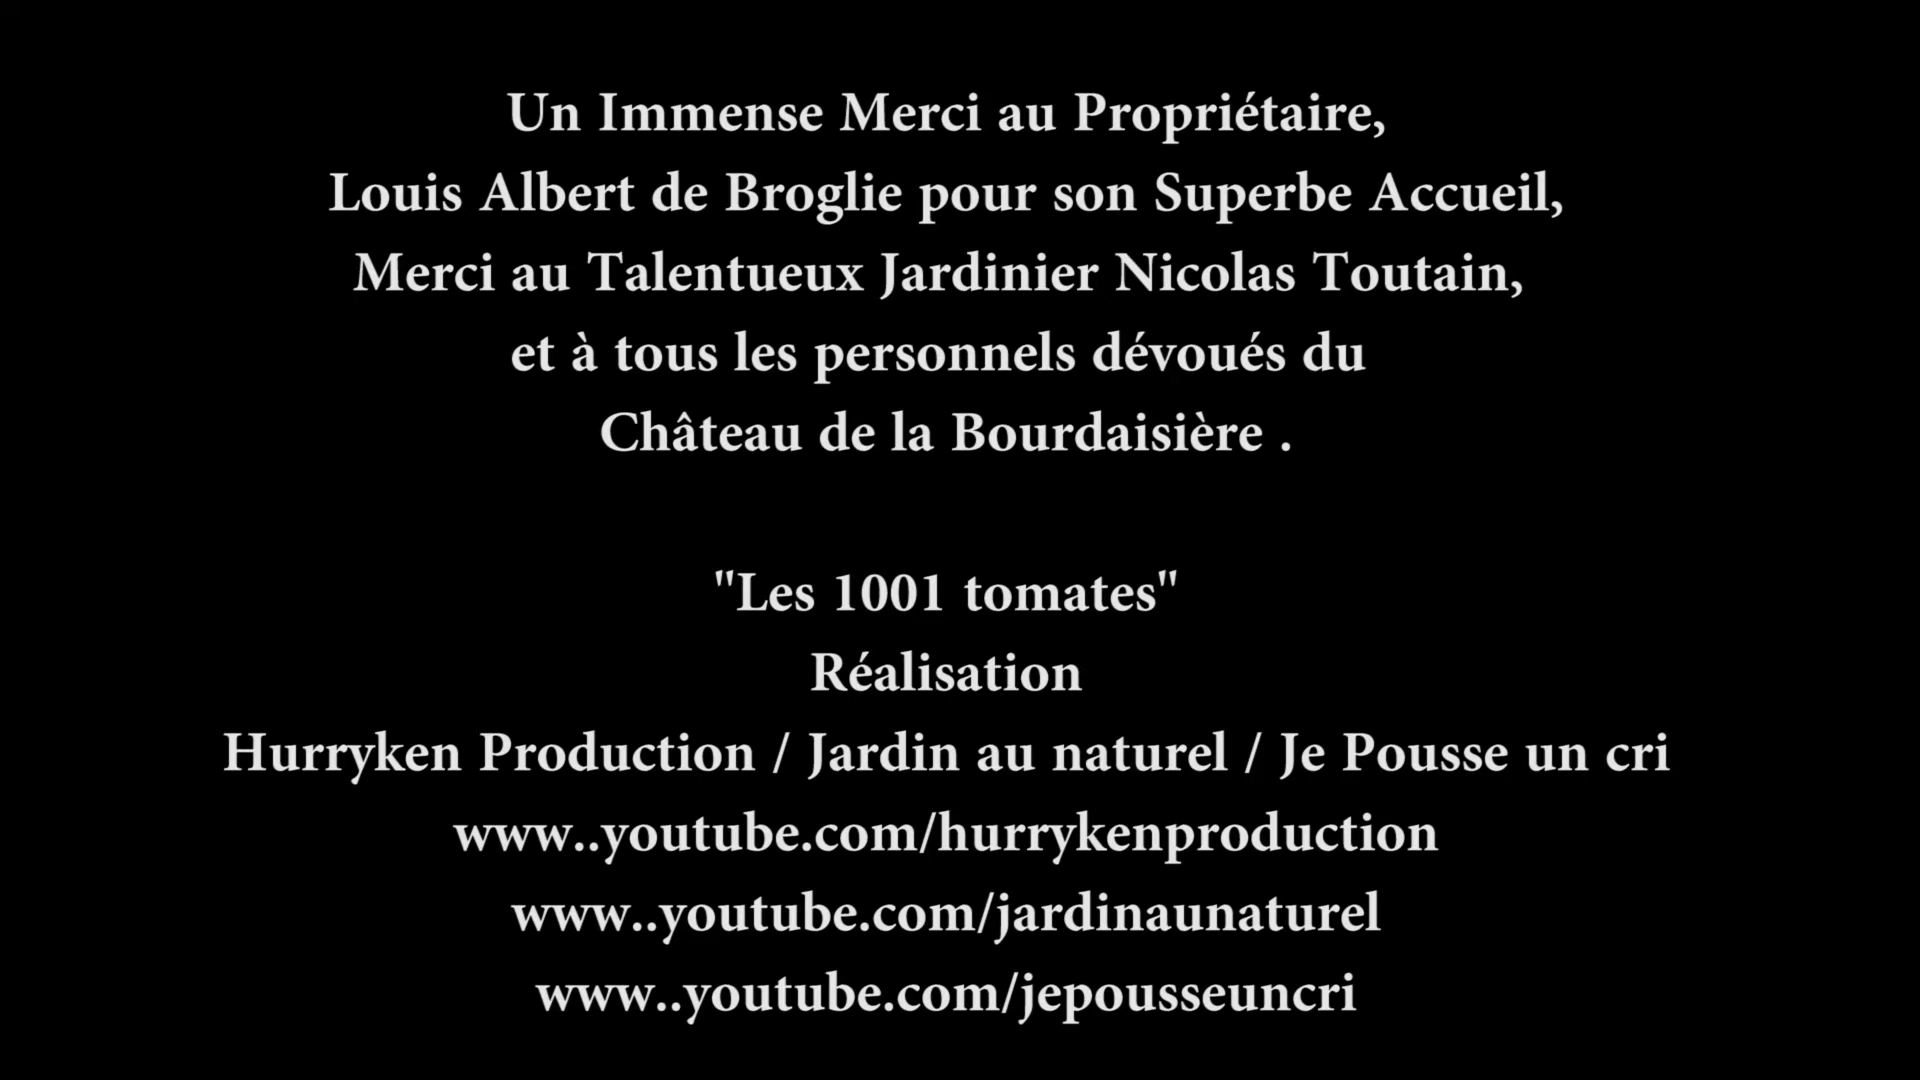 Un Immense Merci au Propriétaire,
Louis Albert de Broglie pour son Superbe Accueil,
Merci au Talentueux Jardinier Nicolas Toutain,
et à tous les personnels dévoués du
Château de la Bourdaisière .
"Les 1001 tomates"
Réalisation
Hurryken Production / Jardin au naturel / Je Pousse un cri
www..youtube.com/hurrykenproduction
www..youtube.com/jardinaunaturel
www..youtube.com/jepousseuncri